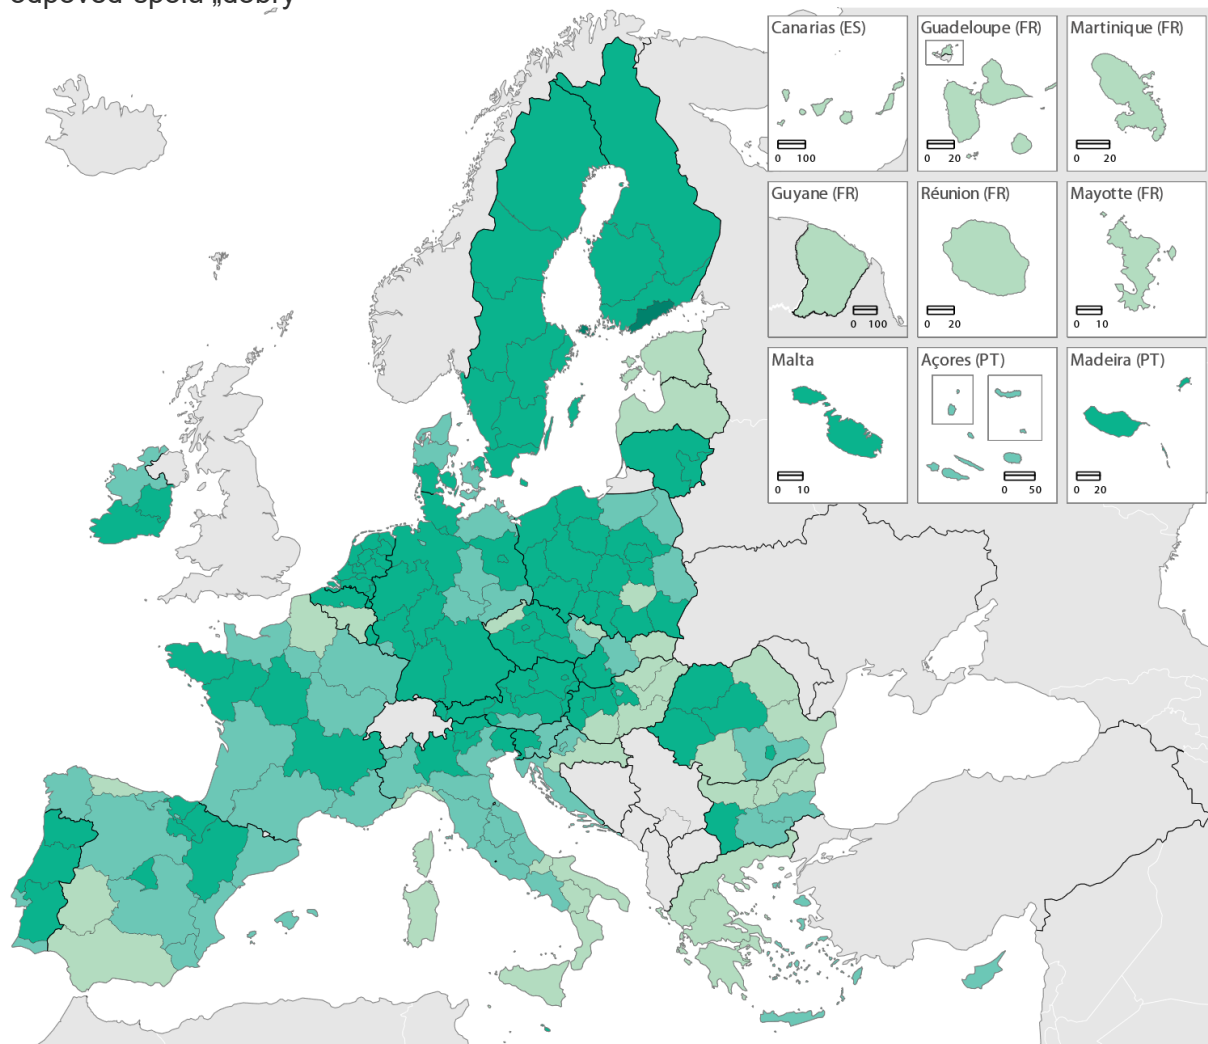 Canarias (ES)
0 100
Guadeloupe (FR)
0 20
Martinique (FR)
0 20
Guyane (FR)
0 100
Réunion (FR)
0 20
Mayotte (FR)
0 10
Malta
0 10
Açores (PT)
0 50
Madeira (PT)
0 20